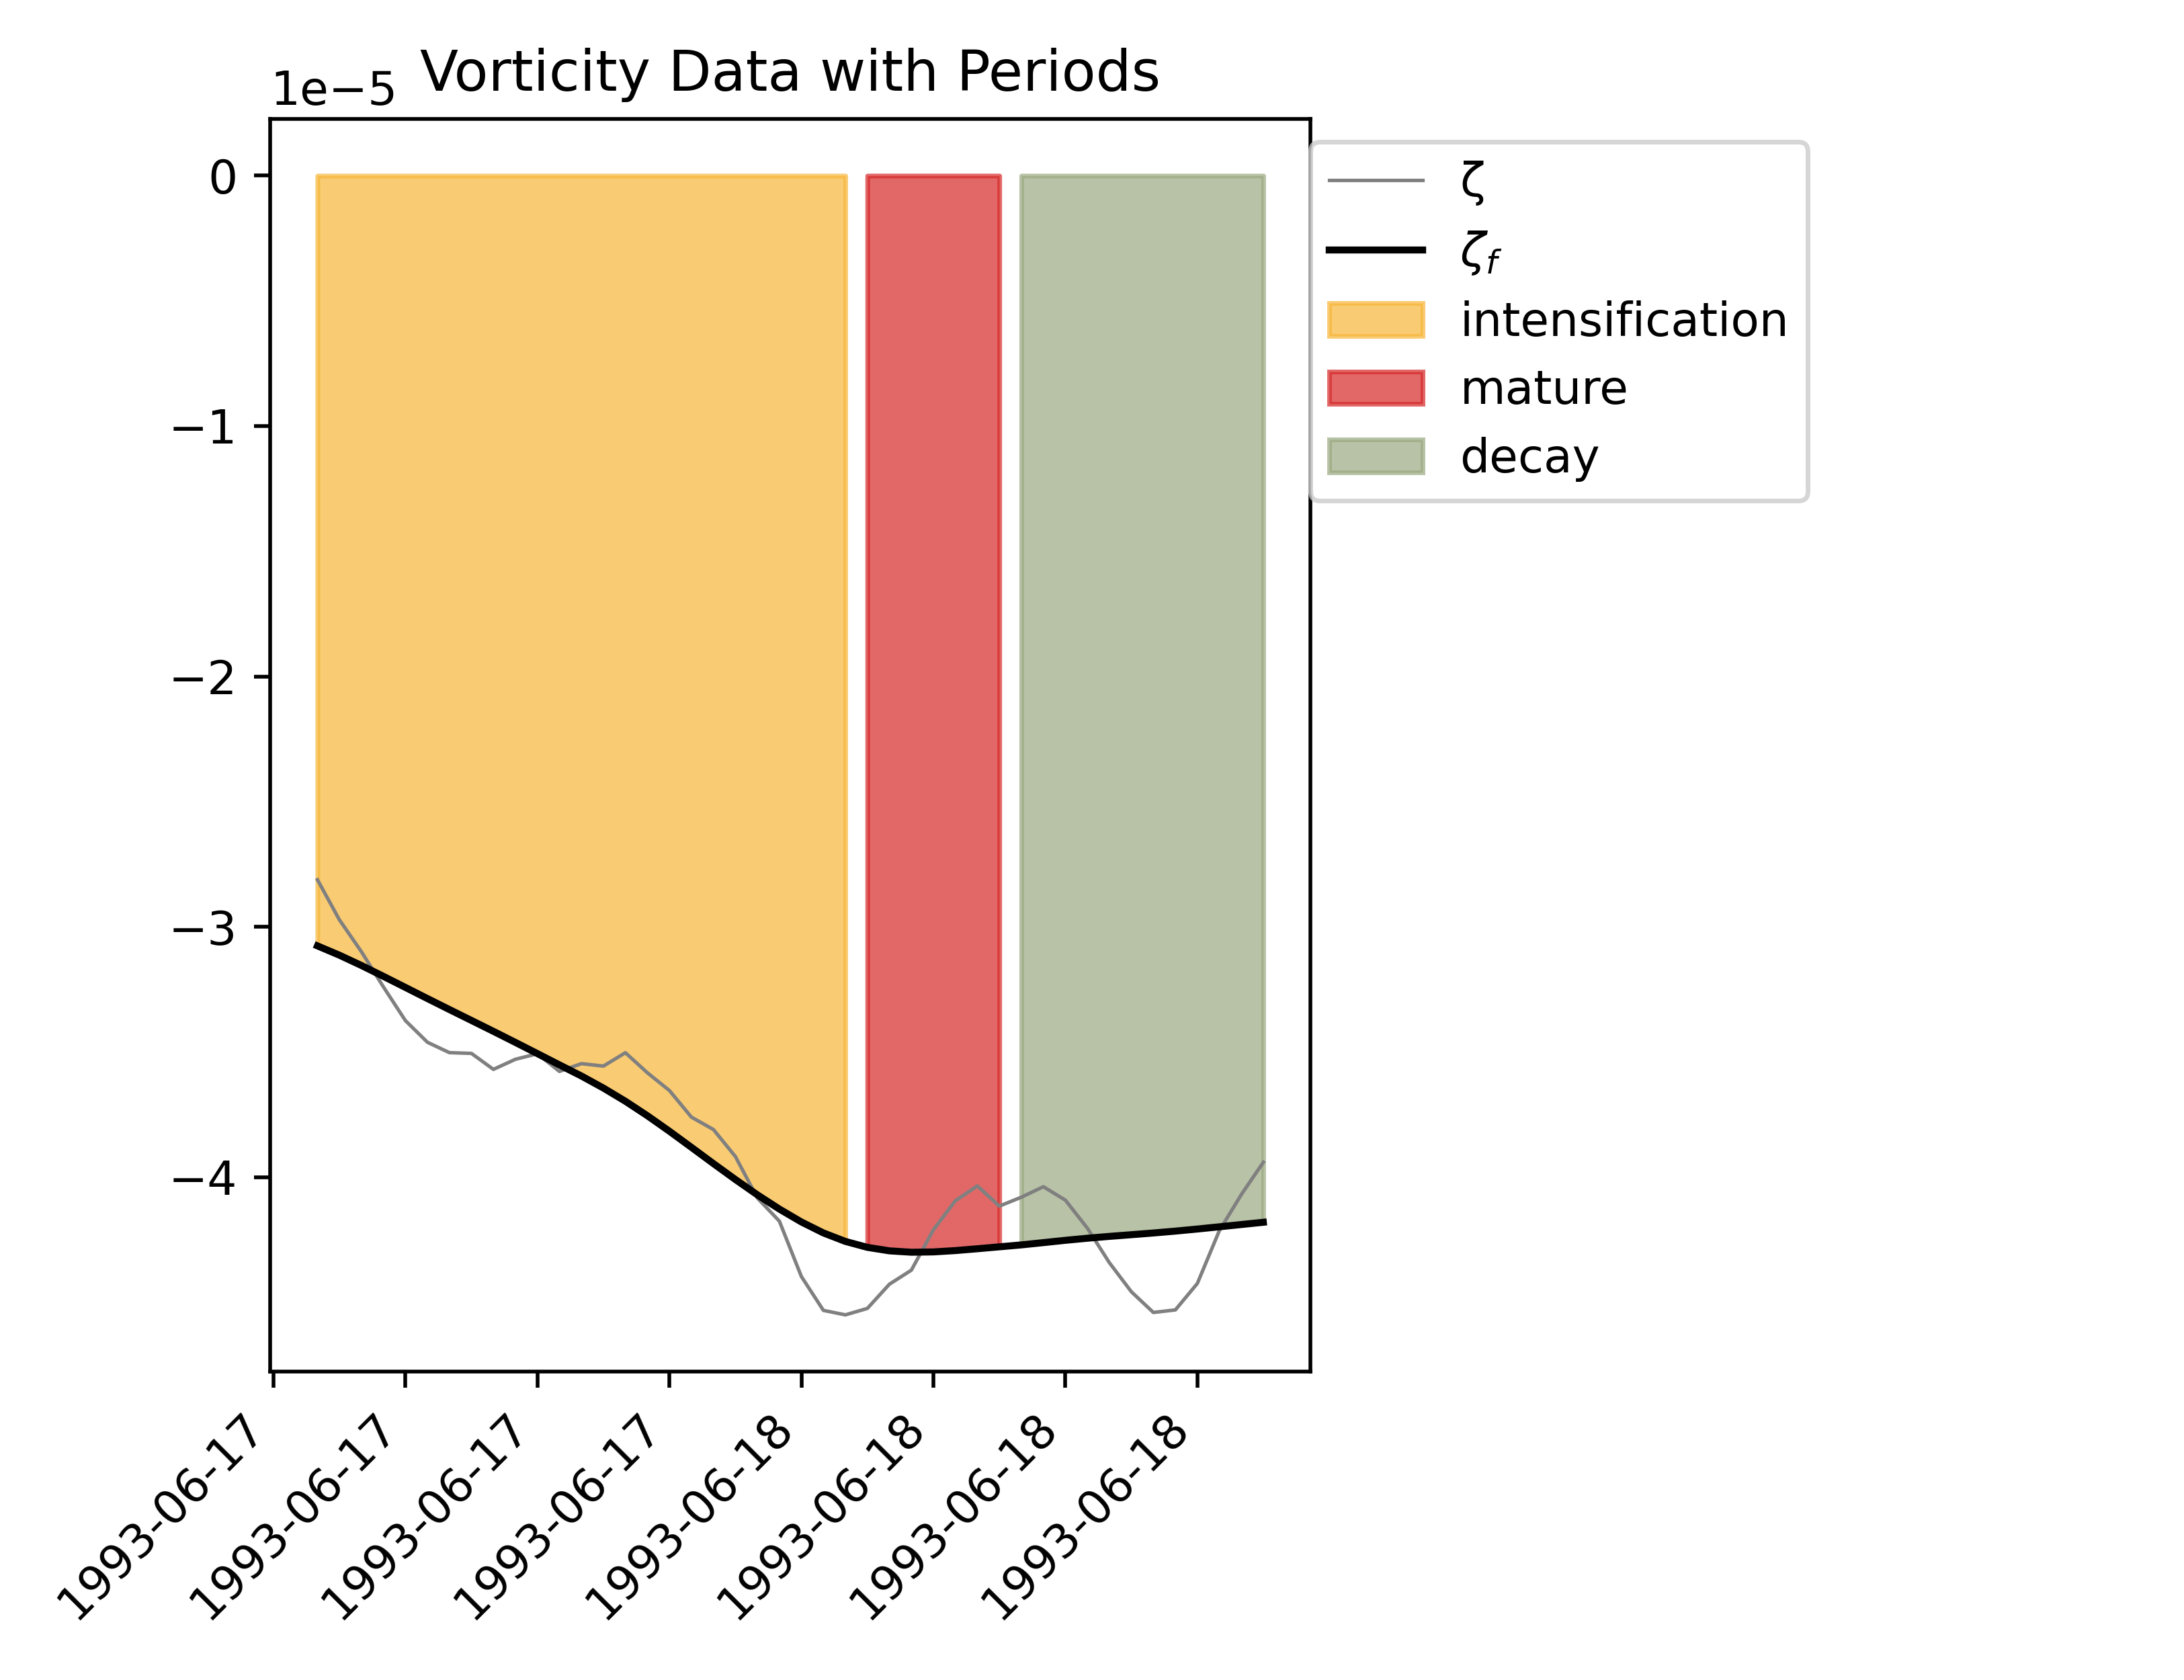 Vorticity Data with Periods
1e−5
0
−1
−2
−3
−4
ζ
ζf
intensification
mature
decay
1993-06-17
1993-06-17
1993-06-17
1993-06-17
1993-06-18
1993-06-18
1993-06-18
1993-06-18